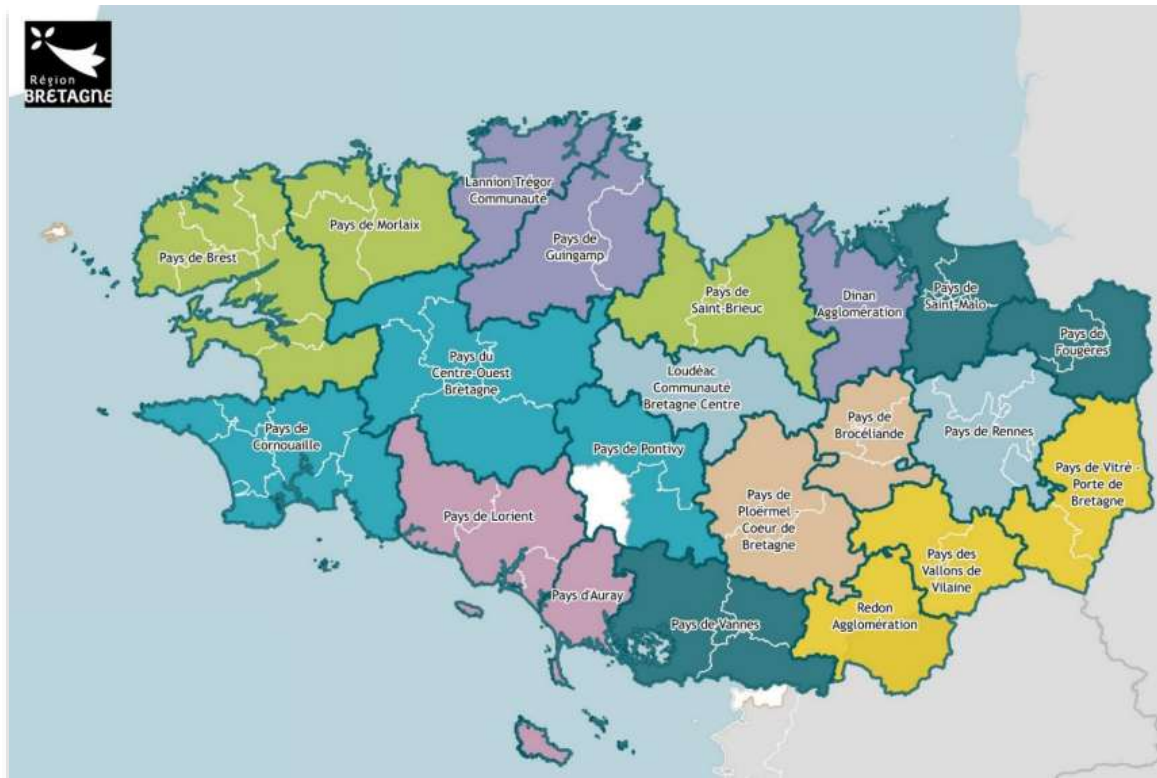 Région
BRETAGNE
Lannion-Trégor
Communauté
Pays de Morlaix
Pays de Brest
Pays de
Guingamp
Pays de
Saint-Brieuc
Dinan
Agglomération
Pays de
Saint-Malo
Pays de
Fougères
Pays du
Centre-Ouest
Bretagne
Loudéac
Communauté
Bretagne Centre
Pays de
Brocéliande
Pays de Rennes
Pays de
Cornouaille
Pays de Pontivy
Pays de Vitré -
Porte de
Bretagne
Pays de Lorient
Pays de
Ploërmel -
Coeur de
Bretagne
Pays des
Vallons de
Vilaine
Pays d'Auray
Pays de Vannes
Redon
Agglomération